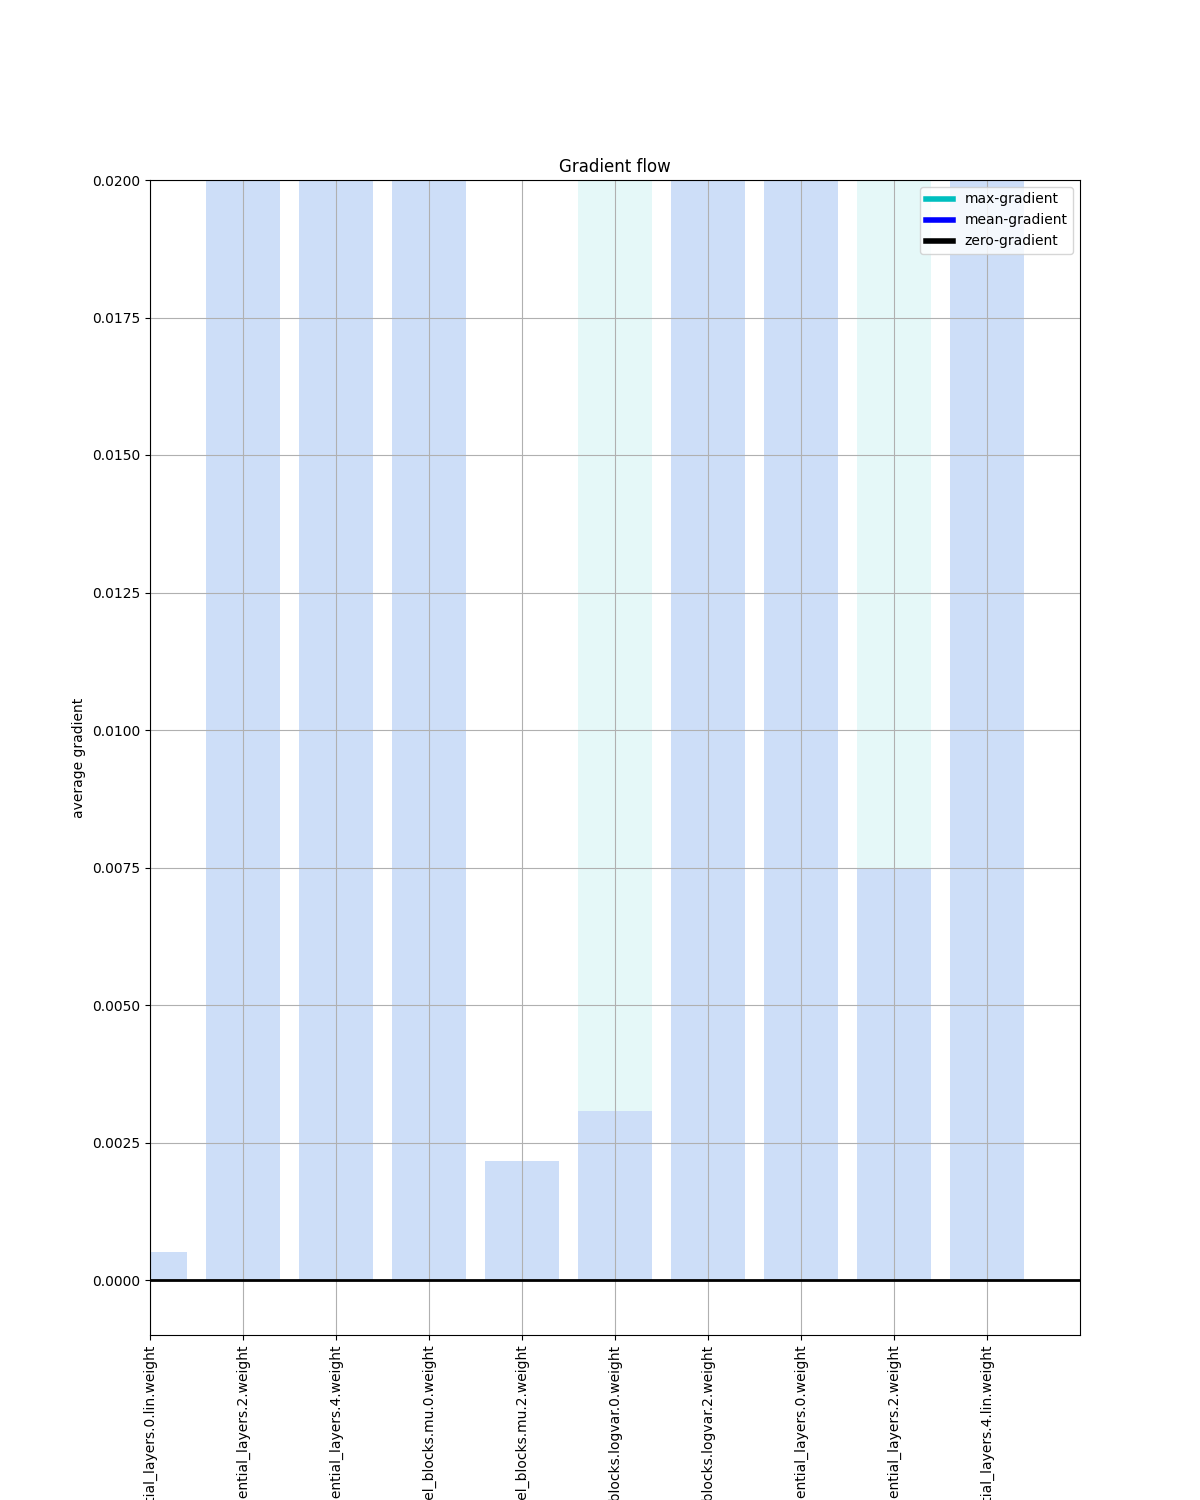 Gradient flow
max-gradient
mean-gradient
zero-gradient
0.0200
0.0175
0.0150
0.0125
0.0100
0.0075
0.0050
0.0025
0.0000
average gradient
tial_layers.0.lin.weight
ential_layers.2.weight
ential_layers.4.weight
el_blocks.mu.0.weight
el_blocks.mu.2.weight
blocks.logvar.0.weight
blocks.logvar.2.weight
ential_layers.0.weight
ential_layers.2.weight
tial_layers.4.lin.weight